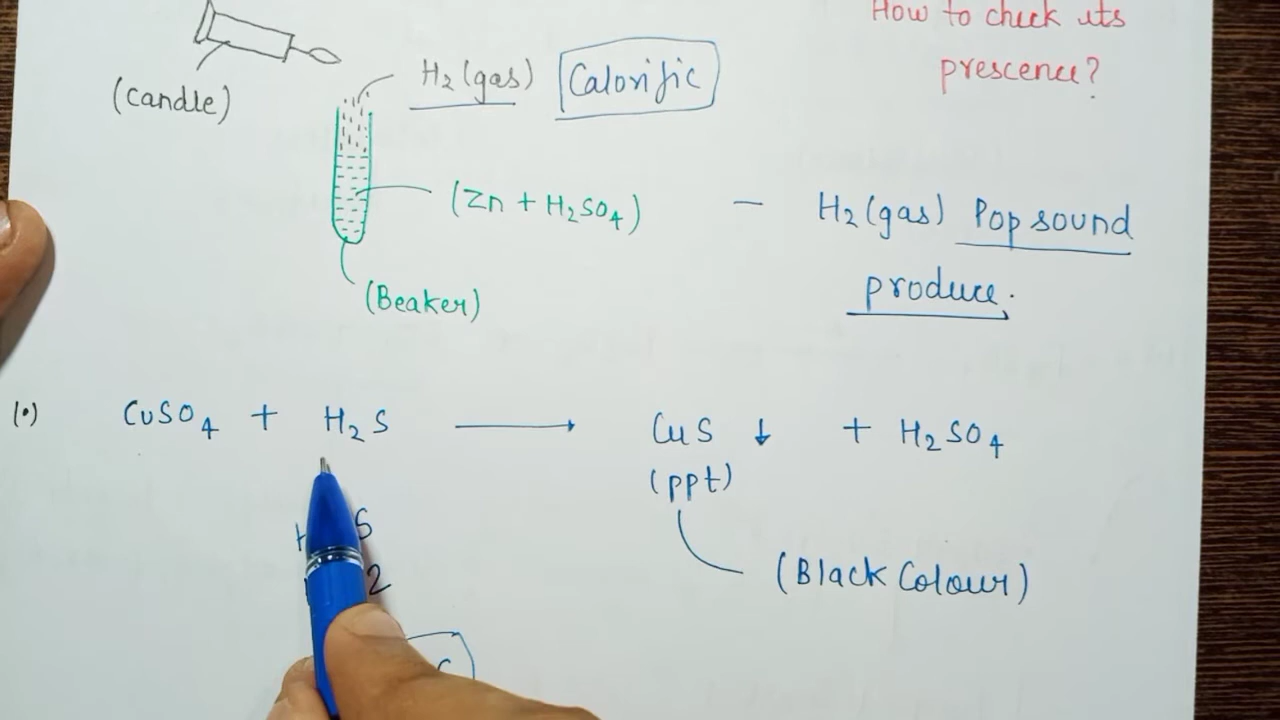 How to check its
prescence?
(candle)
H2 (gas) Calorific
(Zn + H2SO4) — H2 (gas) Pop sound
produce.
(Beaker)
(•) CuSO4 + H2S ⟶ CuS ↓ + H2SO4
(ppt)
S
(Black Colour)
2